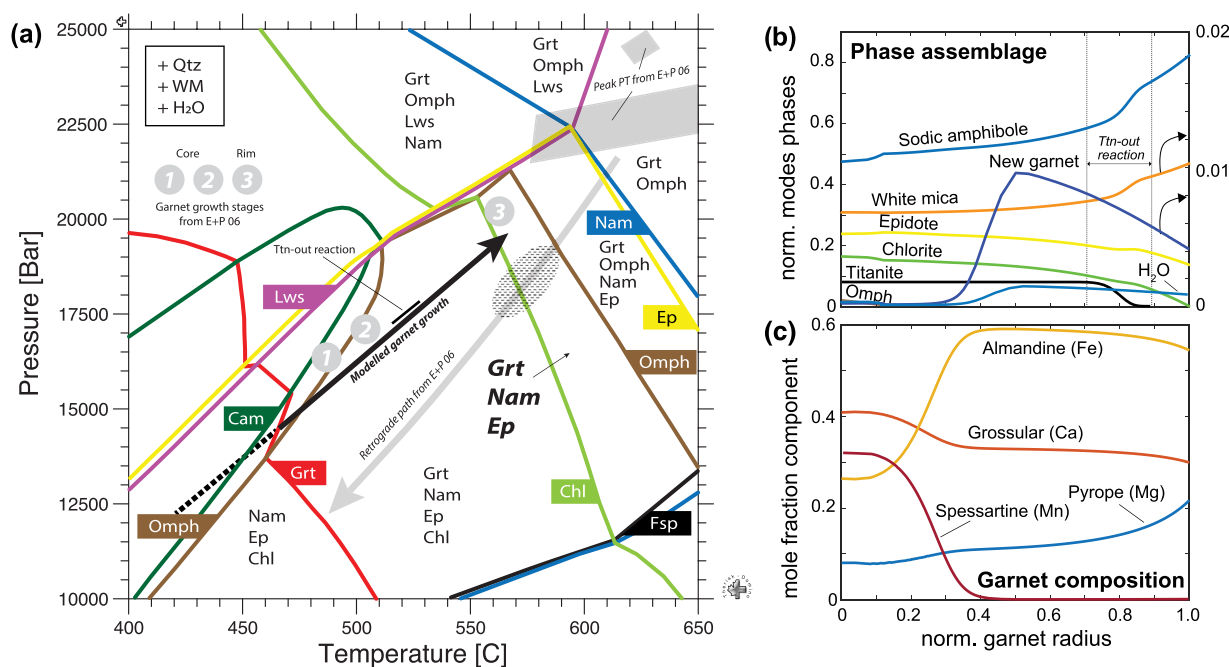 (a)
25000
22500
20000
17500
15000
12500
10000
Pressure [Bar]
400
450
500
550
600
650
Temperature [C]
+ Qtz
+ WM
+ H₂O
Core
Rim
1
2
3
Garnet growth stages
from E+P 06
Grt
Omph
Lws
Nam
Grt
Omph
Lws
Peak PT from E+P 06
Grt
Omph
Nam
Grt
Omph
Nam
Ep
Ep
Omph
3
Ttn-out reaction
Lws
2
1
Modelled garnet growth
Retrograde path from E+P 06
Grt
Nam
Ep
Cam
Grt
Omph
Nam
Ep
Chl
Grt
Nam
Ep
Chl
Chl
Fsp
(b)
Phase assemblage
0.8
0.6
0.4
0.2
0
norm. modes phases
0.02
0.01
0
Sodic amphibole
New garnet
Ttn-out
reaction
White mica
Epidote
Chlorite
Titanite
Omph
H₂O
(c)
0.6
0.4
0.2
0
mole fraction component
Almandine (Fe)
Grossular (Ca)
Pyrope (Mg)
Spessartine (Mn)
Garnet composition
0
0.2
0.4
0.6
0.8
1.0
norm. garnet radius